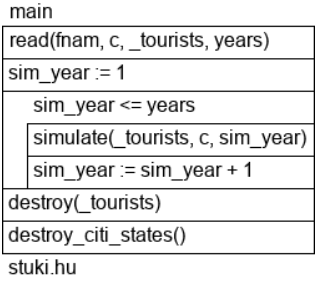 main
read(fnam, c, _tourists, years)
sim_year := 1
sim_year <= years
simulate(_tourists, c, sim_year)
sim_year := sim_year + 1
destroy(_tourists)
destroy_citi_states()
stuki.hu